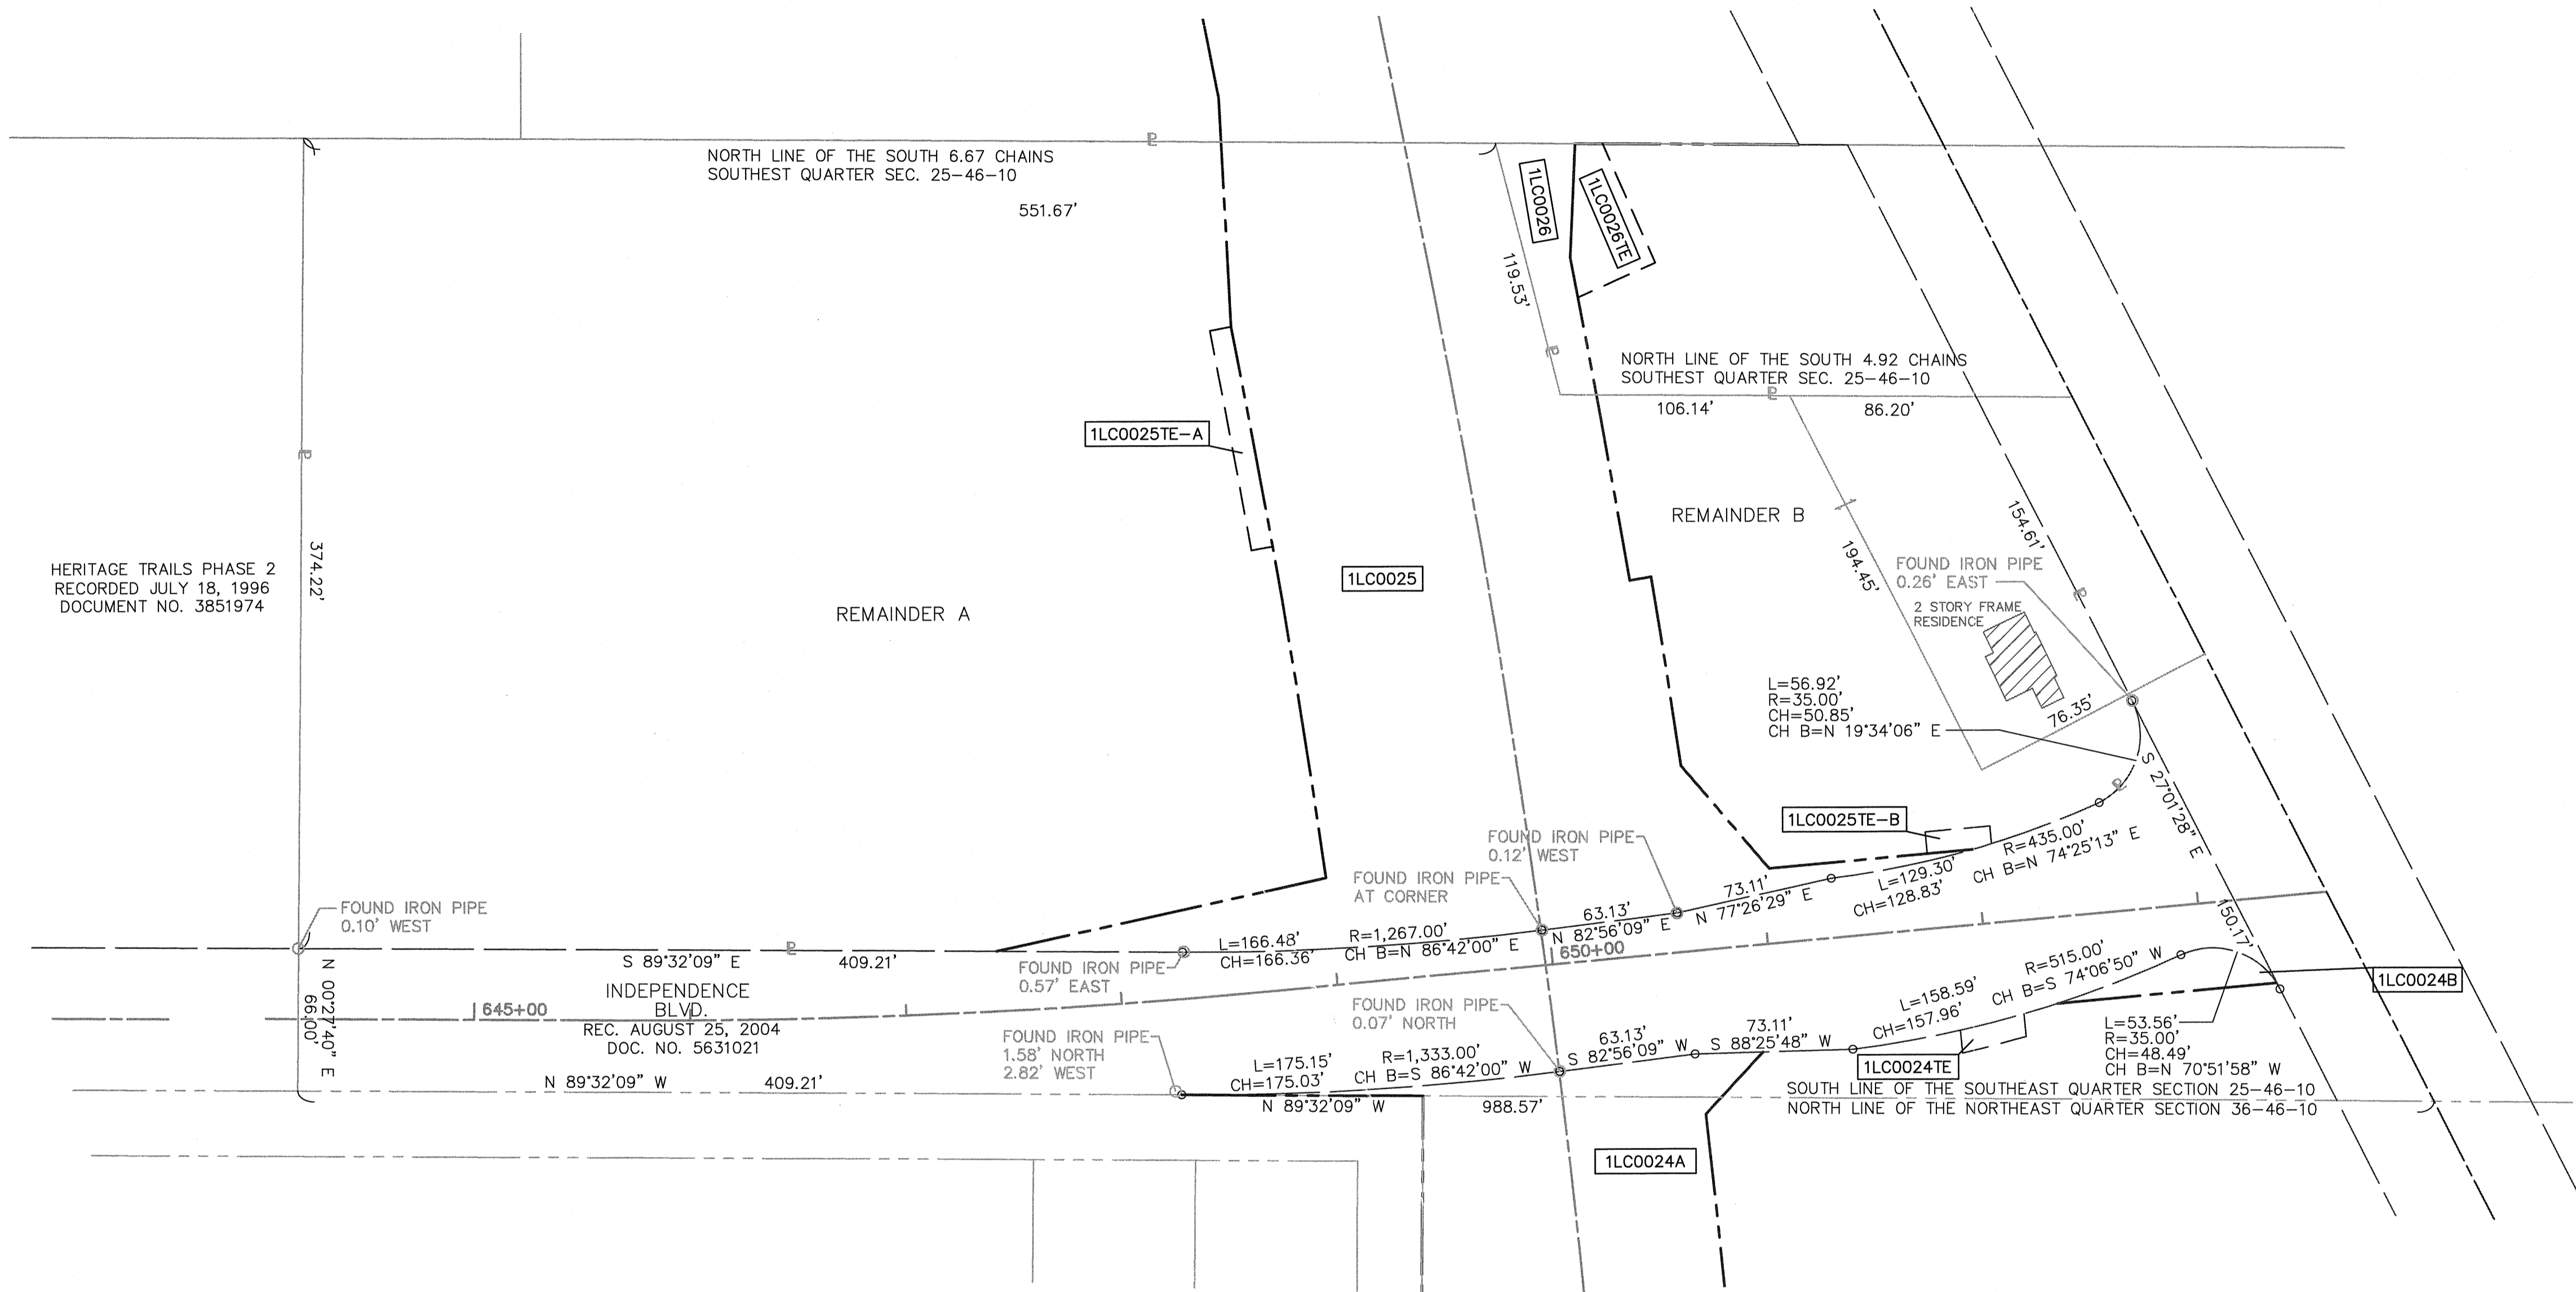 NORTH LINE OF THE SOUTH 6.67 CHAINS
SOUTHEST QUARTER SEC. 25-46-10
551.67'
1LC0026
1LC0026TE
119.53'
NORTH LINE OF THE SOUTH 4.92 CHAINS
SOUTHEST QUARTER SEC. 25-46-10
106.14'
86.20'
1LC0025TE-A
374.22'
HERITAGE TRAILS PHASE 2
RECORDED JULY 18, 1996
DOCUMENT NO. 3851974
REMAINDER A
1LC0025
REMAINDER B
194.45'
154.61'
FOUND IRON PIPE
0.26' EAST
2 STORY FRAME
RESIDENCE
L=56.92'
R=35.00'
CH=50.85'
CH B=N 19°34'06" E
76.35'
S 27°01'28" E
1LC0025TE-B
FOUND IRON PIPE
0.12' WEST
FOUND IRON PIPE
AT CORNER
FOUND IRON PIPE
0.10' WEST
R=435.00'
CH B=N 74°25'13" E
L=129.30'
CH=128.83'
73.11'
N 77°26'29" E
63.13'
N 82°56'09" E
650+00
L=166.48'
CH=166.36'
R=1,267.00'
CH B=N 86°42'00" E
S 89°32'09" E
409.21'
FOUND IRON PIPE
0.57' EAST
INDEPENDENCE
BLVD.
REC. AUGUST 25, 2004
DOC. NO. 5631021
645+00
N 00°27'40" E
66.00'
FOUND IRON PIPE
1.58' NORTH
2.82' WEST
FOUND IRON PIPE
0.07' NORTH
150.17'
R=515.00'
CH B=S 74°06'50" W
L=158.59'
CH=157.96'
1LC0024B
63.13'
S 82°56'09" W
73.11'
S 88°25'48" W
L=53.56'
R=35.00'
CH=48.49'
CH B=N 70°51'58" W
1LC0024TE
L=175.15'
CH=175.03'
R=1,333.00'
CH B=S 86°42'00" W
N 89°32'09" W
409.21'
N 89°32'09" W
988.57'
SOUTH LINE OF THE SOUTHEAST QUARTER SECTION 25-46-10
NORTH LINE OF THE NORTHEAST QUARTER SECTION 36-46-10
1LC0024A